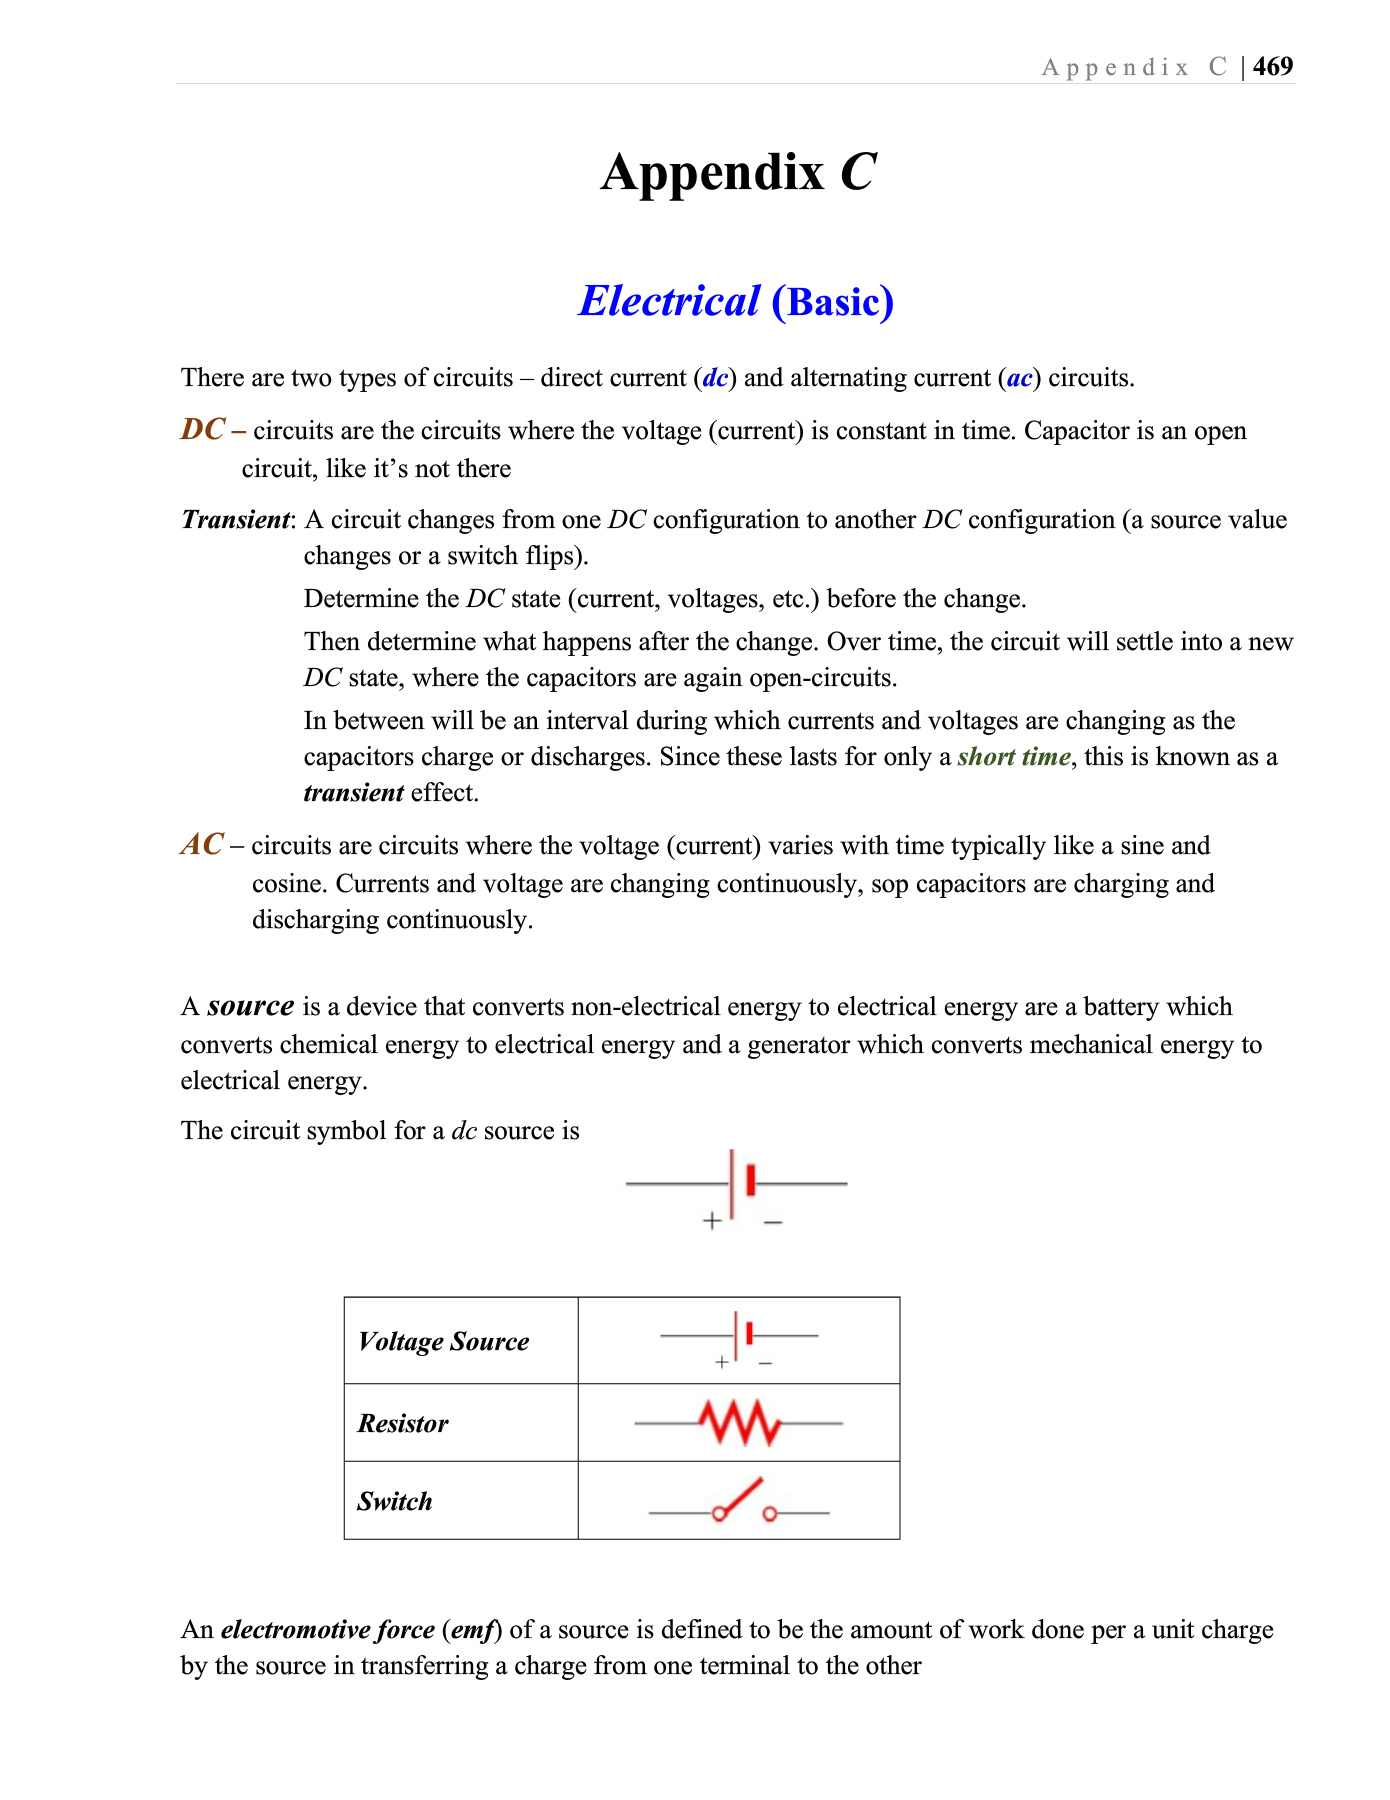 Appendix C | 469
Appendix C
Electrical (Basic)
There are two types of circuits – direct current (dc) and alternating current (ac) circuits.
DC – circuits are the circuits where the voltage (current) is constant in time. Capacitor is an open
circuit, like it’s not there
Transient: A circuit changes from one DC configuration to another DC configuration (a source value
changes or a switch flips).
Determine the DC state (current, voltages, etc.) before the change.
Then determine what happens after the change. Over time, the circuit will settle into a new
DC state, where the capacitors are again open-circuits.
In between will be an interval during which currents and voltages are changing as the
capacitors charge or discharges. Since these lasts for only a short time, this is known as a
transient effect.
AC – circuits are circuits where the voltage (current) varies with time typically like a sine and
cosine. Currents and voltage are changing continuously, sop capacitors are charging and
discharging continuously.
A source is a device that converts non-electrical energy to electrical energy are a battery which
converts chemical energy to electrical energy and a generator which converts mechanical energy to
electrical energy.
The circuit symbol for a dc source is
+ –
Voltage Source
+ –
Resistor
Switch
An electromotive force (emf) of a source is defined to be the amount of work done per a unit charge
by the source in transferring a charge from one terminal to the other